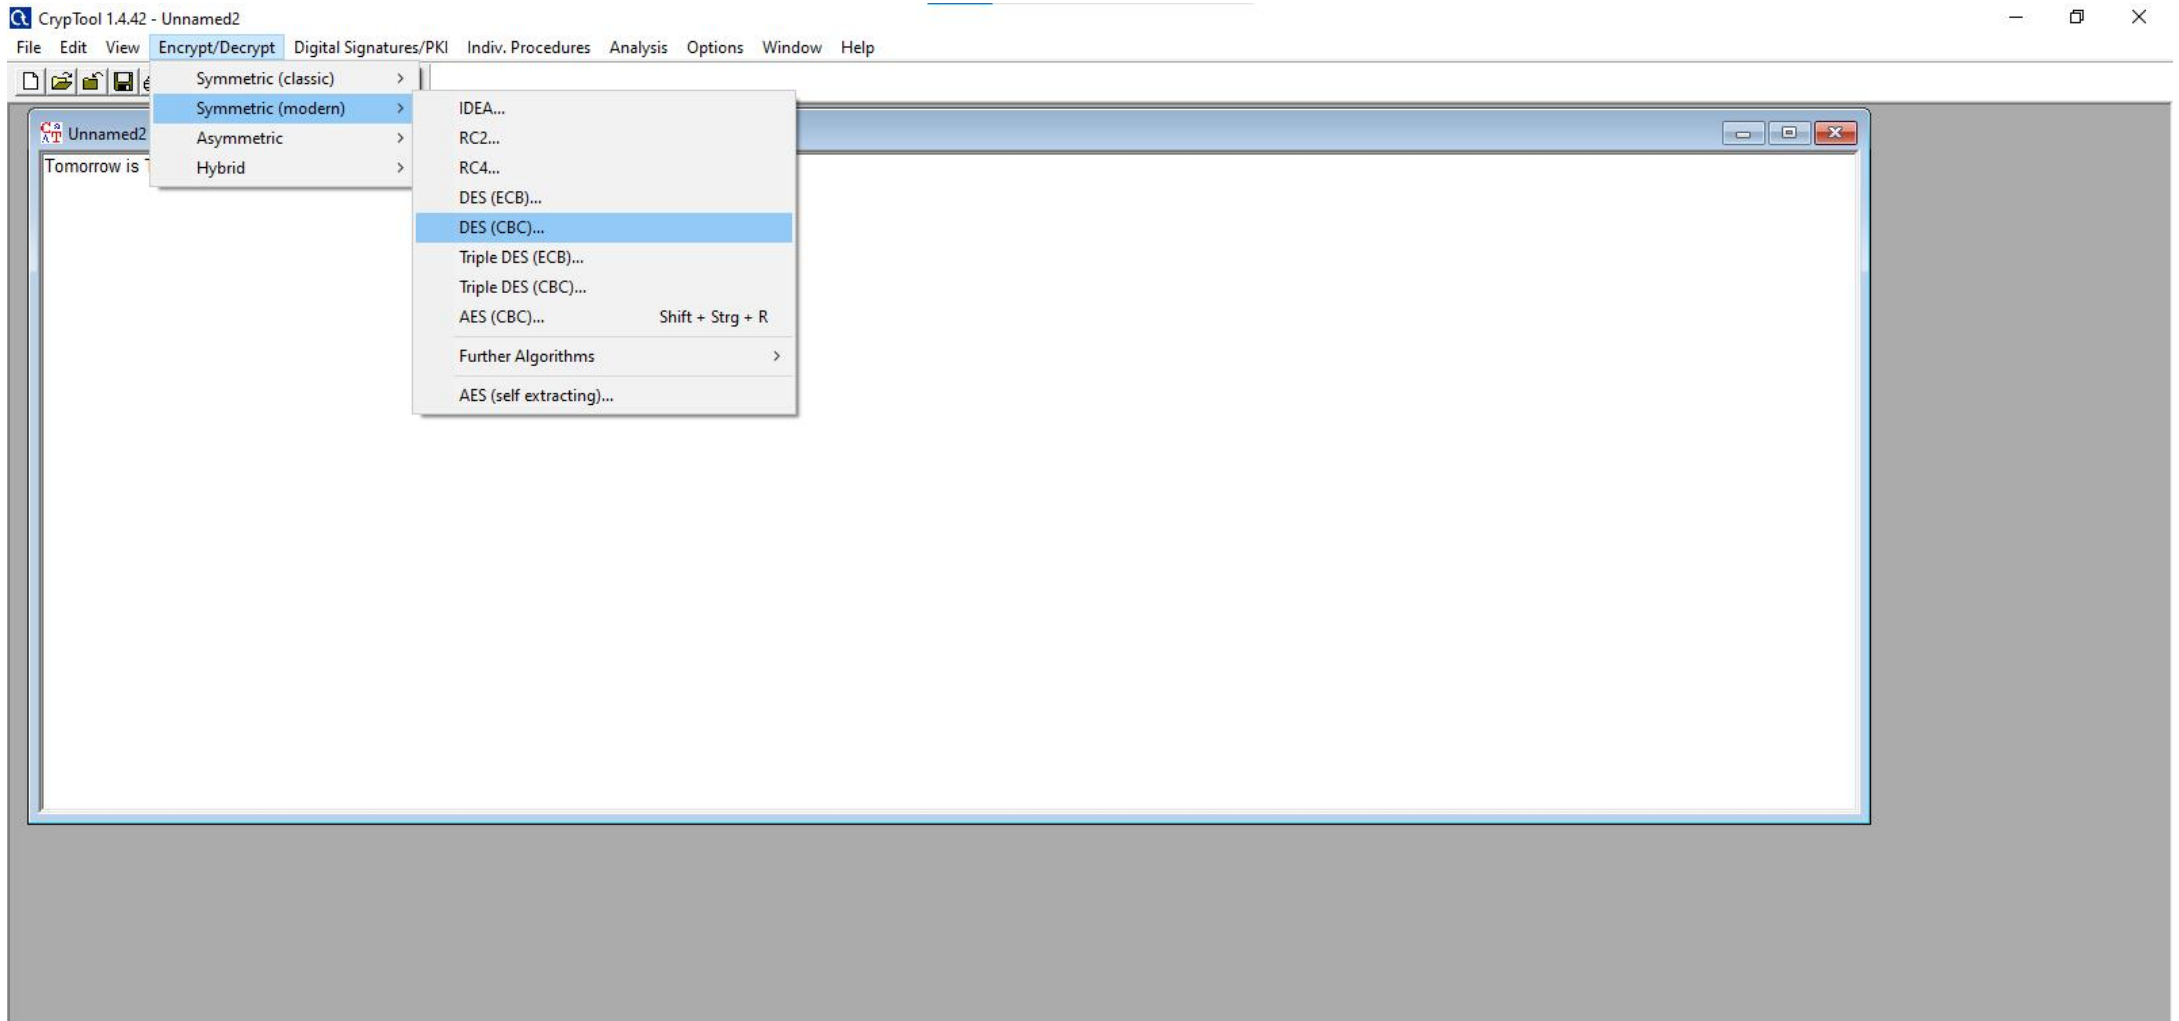 CrypTool 1.4.42 - Unnamed2
File Edit View Encrypt/Decrypt Digital Signatures/PKI Indiv. Procedures Analysis Options Window Help
Symmetric (classic)
Symmetric (modern)
Asymmetric
Hybrid
IDEA...
RC2...
RC4...
DES (ECB)...
DES (CBC)...
Triple DES (ECB)...
Triple DES (CBC)...
AES (CBC)... Shift + Strg + R
Further Algorithms
AES (self extracting)...
Unnamed2
Tomorrow is